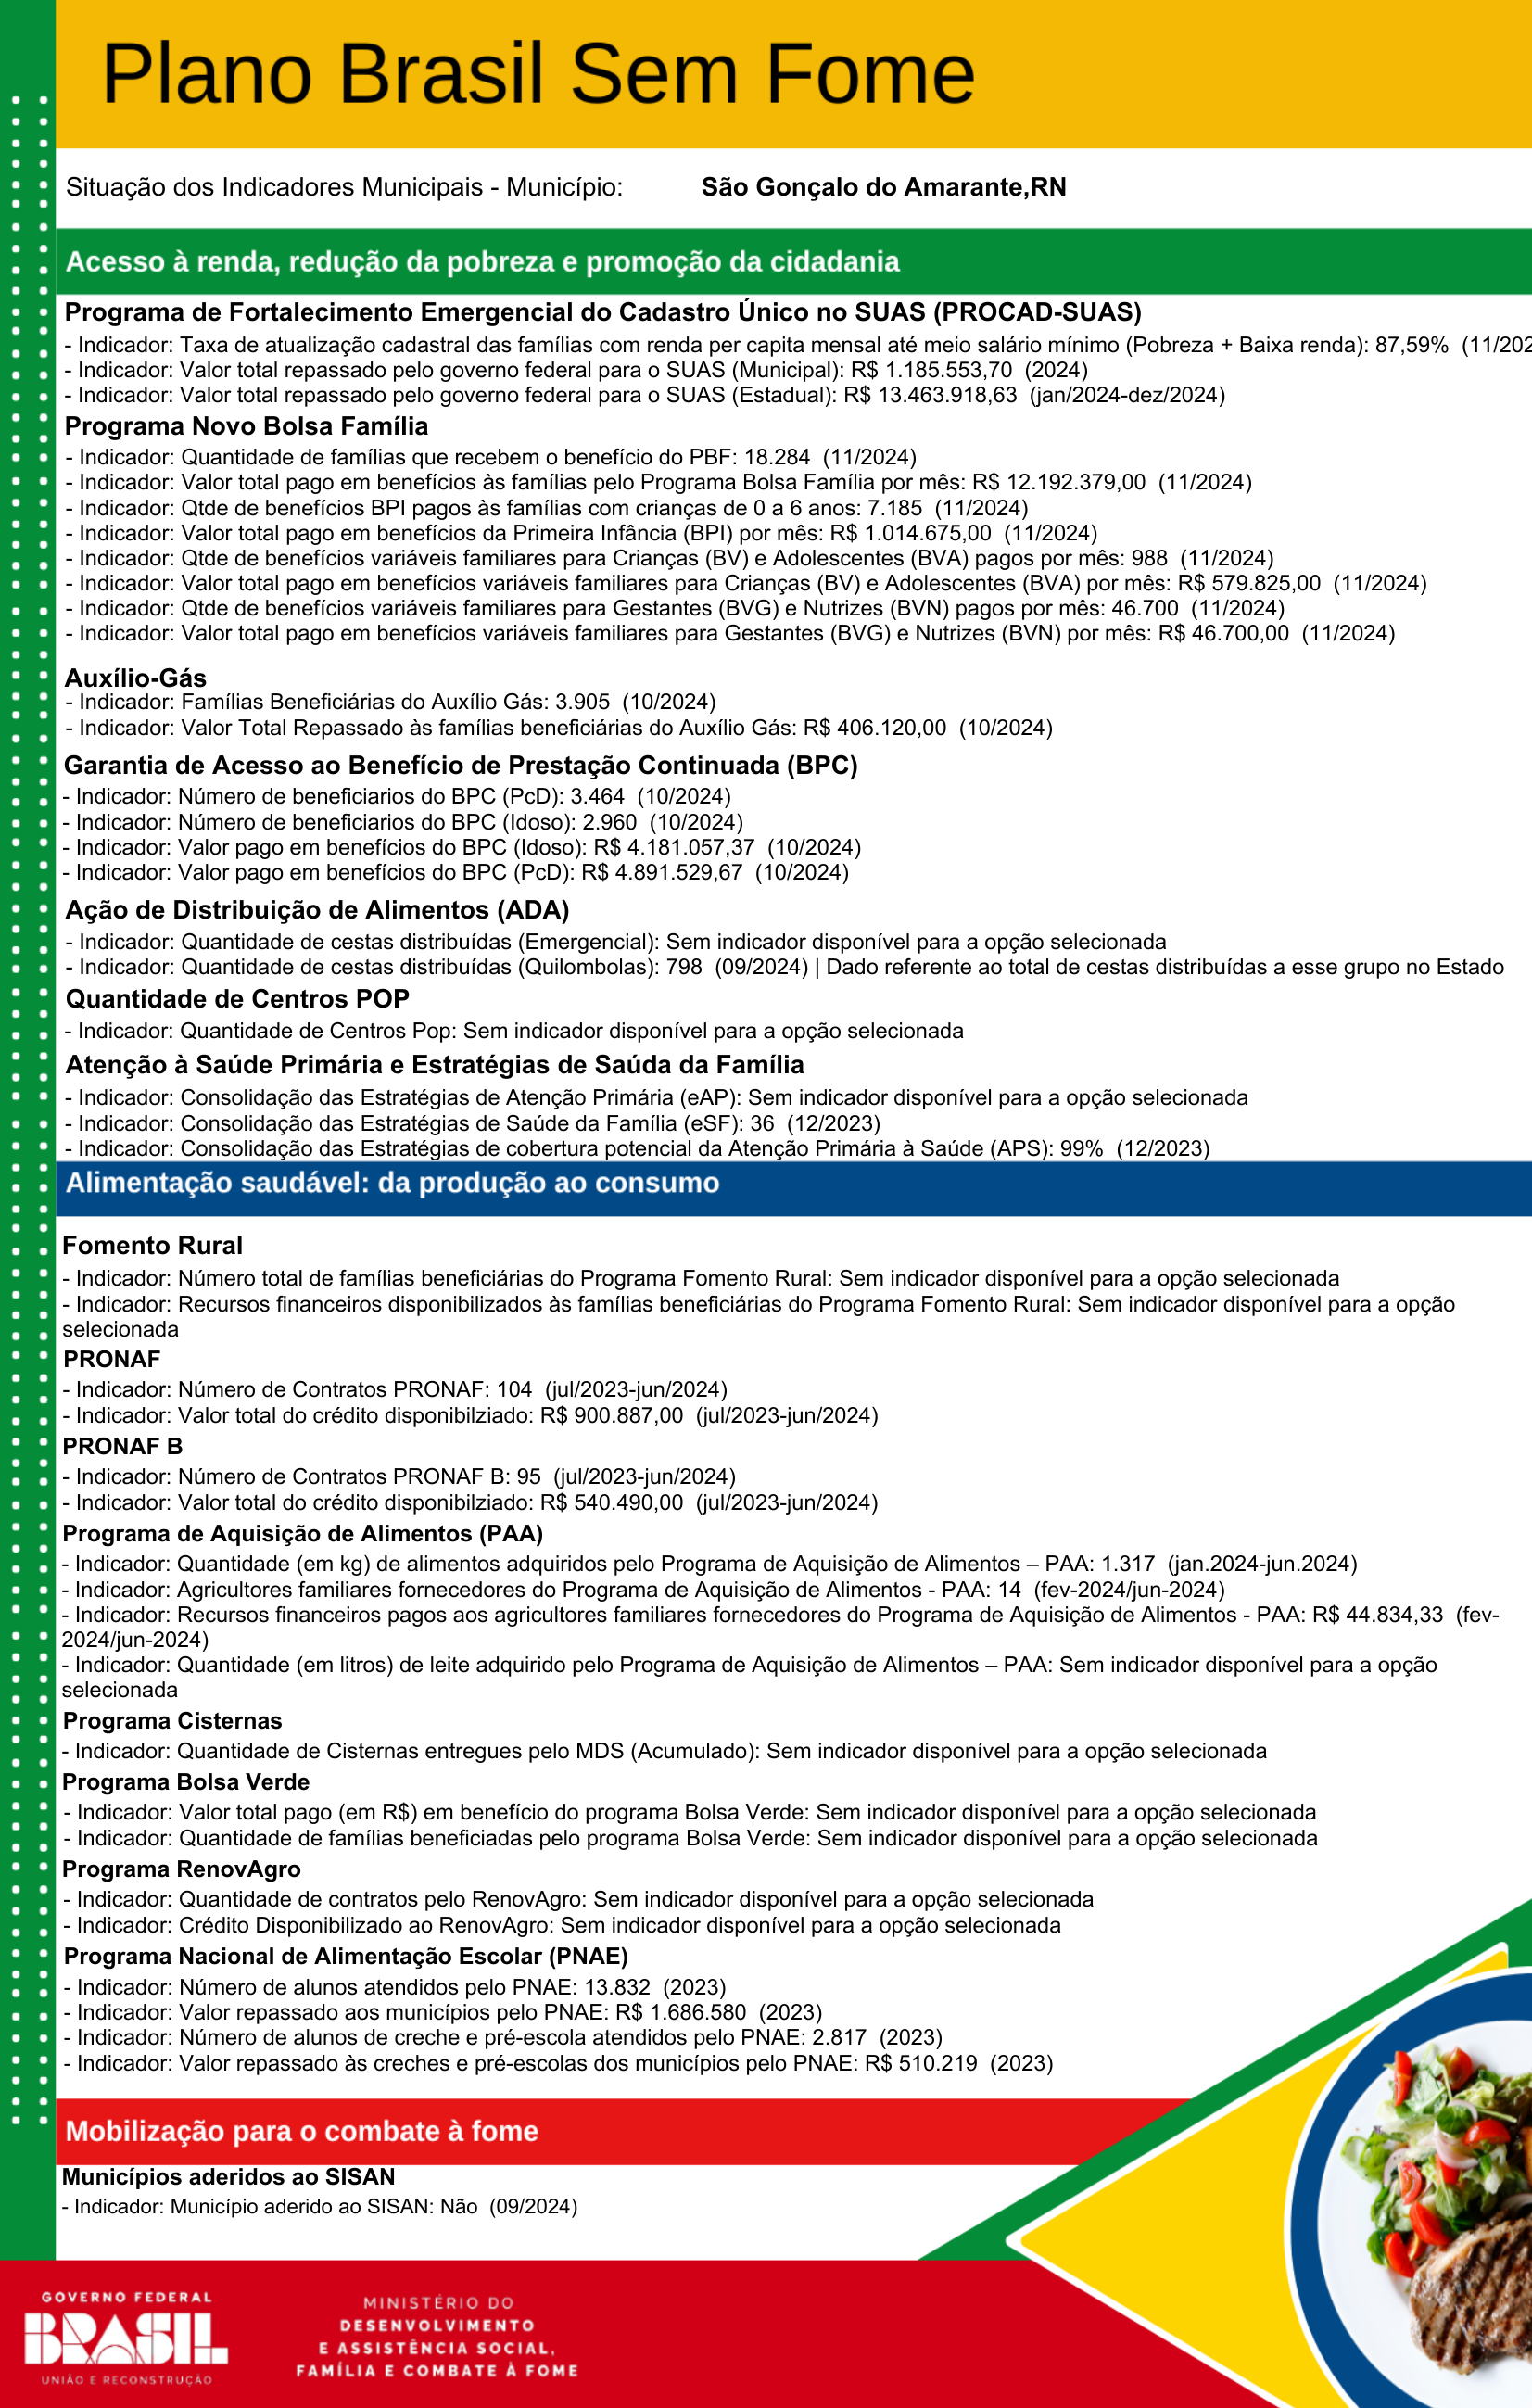 Plano Brasil Sem Fome
Situação dos Indicadores Municipais - Município: São Gonçalo do Amarante,RN
Acesso à renda, redução da pobreza e promoção da cidadania
Programa de Fortalecimento Emergencial do Cadastro Único no SUAS (PROCAD-SUAS)
- Indicador: Taxa de atualização cadastral das famílias com renda per capita mensal até meio salário mínimo (Pobreza + Baixa renda): 87,59% (11/202
- Indicador: Valor total repassado pelo governo federal para o SUAS (Municipal): R$ 1.185.553,70 (2024)
- Indicador: Valor total repassado pelo governo federal para o SUAS (Estadual): R$ 13.463.918,63 (jan/2024-dez/2024)
Programa Novo Bolsa Família
- Indicador: Quantidade de famílias que recebem o benefício do PBF: 18.284 (11/2024)
- Indicador: Valor total pago em benefícios às famílias pelo Programa Bolsa Família por mês: R$ 12.192.379,00 (11/2024)
- Indicador: Qtde de benefícios BPI pagos às famílias com crianças de 0 a 6 anos: 7.185 (11/2024)
- Indicador: Valor total pago em benefícios da Primeira Infância (BPI) por mês: R$ 1.014.675,00 (11/2024)
- Indicador: Qtde de benefícios variáveis familiares para Crianças (BV) e Adolescentes (BVA) pagos por mês: 988 (11/2024)
- Indicador: Valor total pago em benefícios variáveis familiares para Crianças (BV) e Adolescentes (BVA) por mês: R$ 579.825,00 (11/2024)
- Indicador: Qtde de benefícios variáveis familiares para Gestantes (BVG) e Nutrizes (BVN) pagos por mês: 46.700 (11/2024)
- Indicador: Valor total pago em benefícios variáveis familiares para Gestantes (BVG) e Nutrizes (BVN) por mês: R$ 46.700,00 (11/2024)
Auxílio-Gás
- Indicador: Famílias Beneficiárias do Auxílio Gás: 3.905 (10/2024)
- Indicador: Valor Total Repassado às famílias beneficiárias do Auxílio Gás: R$ 406.120,00 (10/2024)
Garantia de Acesso ao Benefício de Prestação Continuada (BPC)
- Indicador: Número de beneficiarios do BPC (PcD): 3.464 (10/2024)
- Indicador: Número de beneficiarios do BPC (Idoso): 2.960 (10/2024)
- Indicador: Valor pago em benefícios do BPC (Idoso): R$ 4.181.057,37 (10/2024)
- Indicador: Valor pago em benefícios do BPC (PcD): R$ 4.891.529,67 (10/2024)
Ação de Distribuição de Alimentos (ADA)
- Indicador: Quantidade de cestas distribuídas (Emergencial): Sem indicador disponível para a opção selecionada
- Indicador: Quantidade de cestas distribuídas (Quilombolas): 798 (09/2024) | Dado referente ao total de cestas distribuídas a esse grupo no Estado
Quantidade de Centros POP
- Indicador: Quantidade de Centros Pop: Sem indicador disponível para a opção selecionada
Atenção à Saúde Primária e Estratégias de Saúda da Família
- Indicador: Consolidação das Estratégias de Atenção Primária (eAP): Sem indicador disponível para a opção selecionada
- Indicador: Consolidação das Estratégias de Saúde da Família (eSF): 36 (12/2023)
- Indicador: Consolidação das Estratégias de cobertura potencial da Atenção Primária à Saúde (APS): 99% (12/2023)
Alimentação saudável: da produção ao consumo
Fomento Rural
- Indicador: Número total de famílias beneficiárias do Programa Fomento Rural: Sem indicador disponível para a opção selecionada
- Indicador: Recursos financeiros disponibilizados às famílias beneficiárias do Programa Fomento Rural: Sem indicador disponível para a opção
selecionada
PRONAF
- Indicador: Número de Contratos PRONAF: 104 (jul/2023-jun/2024)
- Indicador: Valor total do crédito disponibilziado: R$ 900.887,00 (jul/2023-jun/2024)
PRONAF B
- Indicador: Número de Contratos PRONAF B: 95 (jul/2023-jun/2024)
- Indicador: Valor total do crédito disponibilziado: R$ 540.490,00 (jul/2023-jun/2024)
Programa de Aquisição de Alimentos (PAA)
- Indicador: Quantidade (em kg) de alimentos adquiridos pelo Programa de Aquisição de Alimentos – PAA: 1.317 (jan.2024-jun.2024)
- Indicador: Agricultores familiares fornecedores do Programa de Aquisição de Alimentos - PAA: 14 (fev-2024/jun-2024)
- Indicador: Recursos financeiros pagos aos agricultores familiares fornecedores do Programa de Aquisição de Alimentos - PAA: R$ 44.834,33 (fev-
2024/jun-2024)
- Indicador: Quantidade (em litros) de leite adquirido pelo Programa de Aquisição de Alimentos – PAA: Sem indicador disponível para a opção
selecionada
Programa Cisternas
- Indicador: Quantidade de Cisternas entregues pelo MDS (Acumulado): Sem indicador disponível para a opção selecionada
Programa Bolsa Verde
- Indicador: Valor total pago (em R$) em benefício do programa Bolsa Verde: Sem indicador disponível para a opção selecionada
- Indicador: Quantidade de famílias beneficiadas pelo programa Bolsa Verde: Sem indicador disponível para a opção selecionada
Programa RenovAgro
- Indicador: Quantidade de contratos pelo RenovAgro: Sem indicador disponível para a opção selecionada
- Indicador: Crédito Disponibilizado ao RenovAgro: Sem indicador disponível para a opção selecionada
Programa Nacional de Alimentação Escolar (PNAE)
- Indicador: Número de alunos atendidos pelo PNAE: 13.832 (2023)
- Indicador: Valor repassado aos municípios pelo PNAE: R$ 1.686.580 (2023)
- Indicador: Número de alunos de creche e pré-escola atendidos pelo PNAE: 2.817 (2023)
- Indicador: Valor repassado às creches e pré-escolas dos municípios pelo PNAE: R$ 510.219 (2023)
Mobilização para o combate à fome
Municípios aderidos ao SISAN
- Indicador: Município aderido ao SISAN: Não (09/2024)
GOVERNO FEDERAL
BRASIL
UNIÃO E RECONSTRUÇÃO
MINISTÉRIO DO
DESENVOLVIMENTO
E ASSISTÊNCIA SOCIAL,
FAMÍLIA E COMBATE À FOME